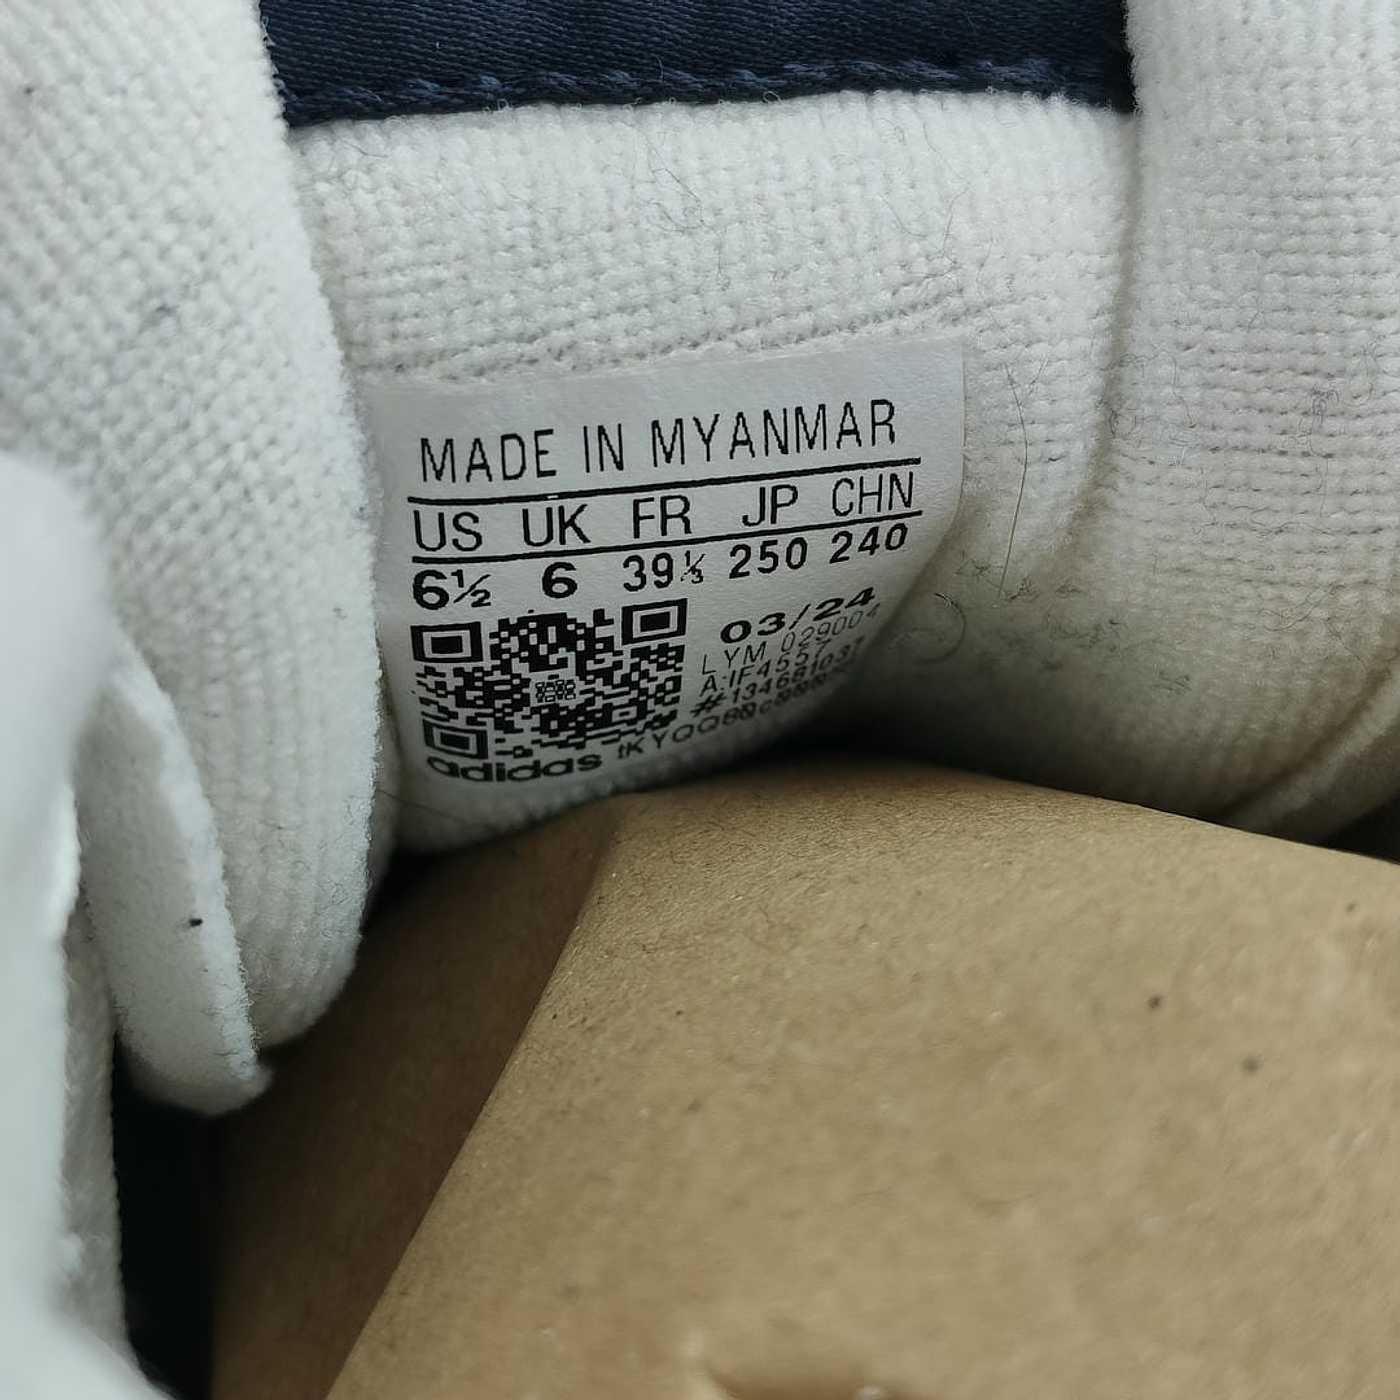 MADE IN MYANMAR
US UK FR JP CHN
6½ 6 39⅓ 250 240
03/24
LYM 029004
A:IF4557
adidas